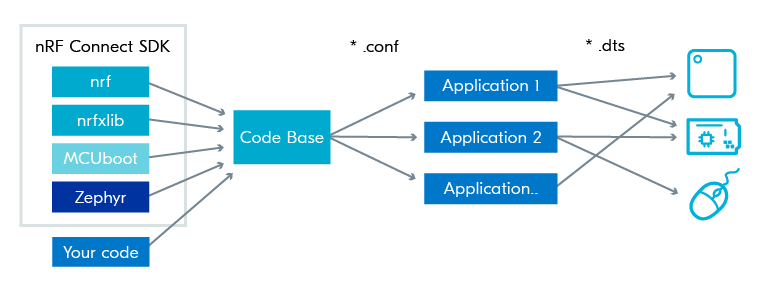 nRF Connect SDK
nrf
nrfxlib
MCUboot
Zephyr
Your code
Code Base
* .conf
Application 1
Application 2
Application..
* .dts